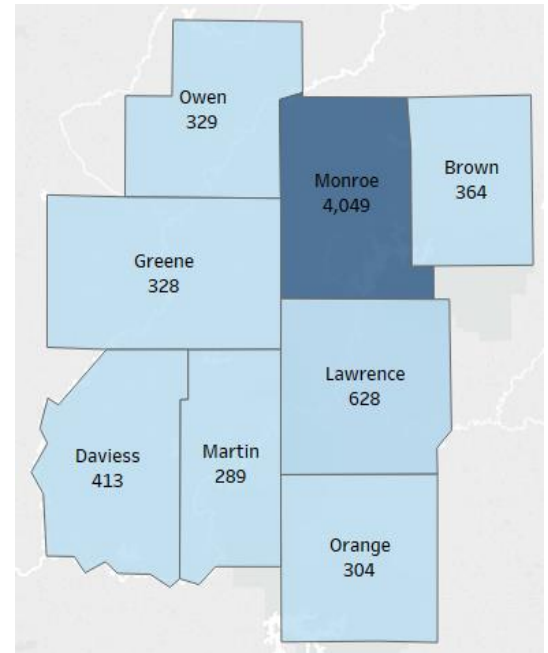 Owen
329
Monroe
4,049
Brown
364
Greene
328
Lawrence
628
Daviess
413
Martin
289
Orange
304